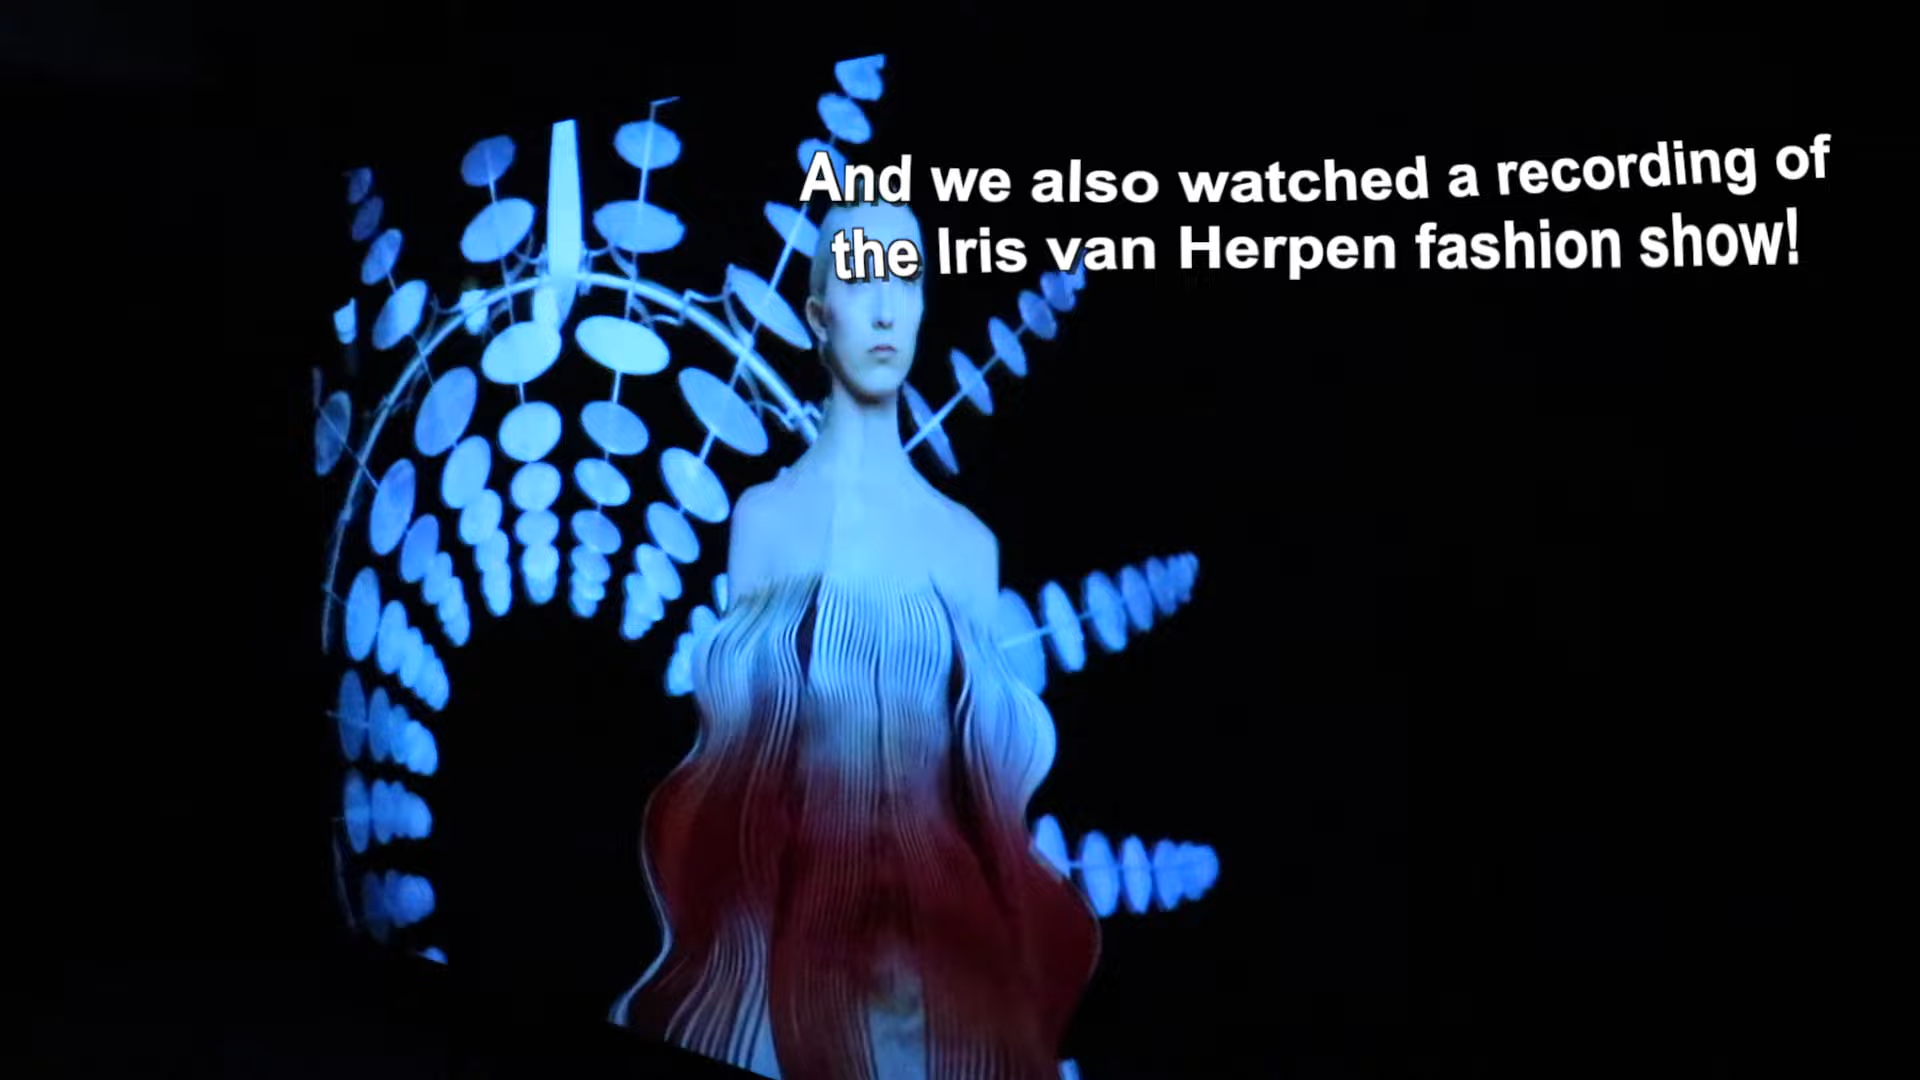 And we also watched a recording of
the Iris van Herpen fashion show!